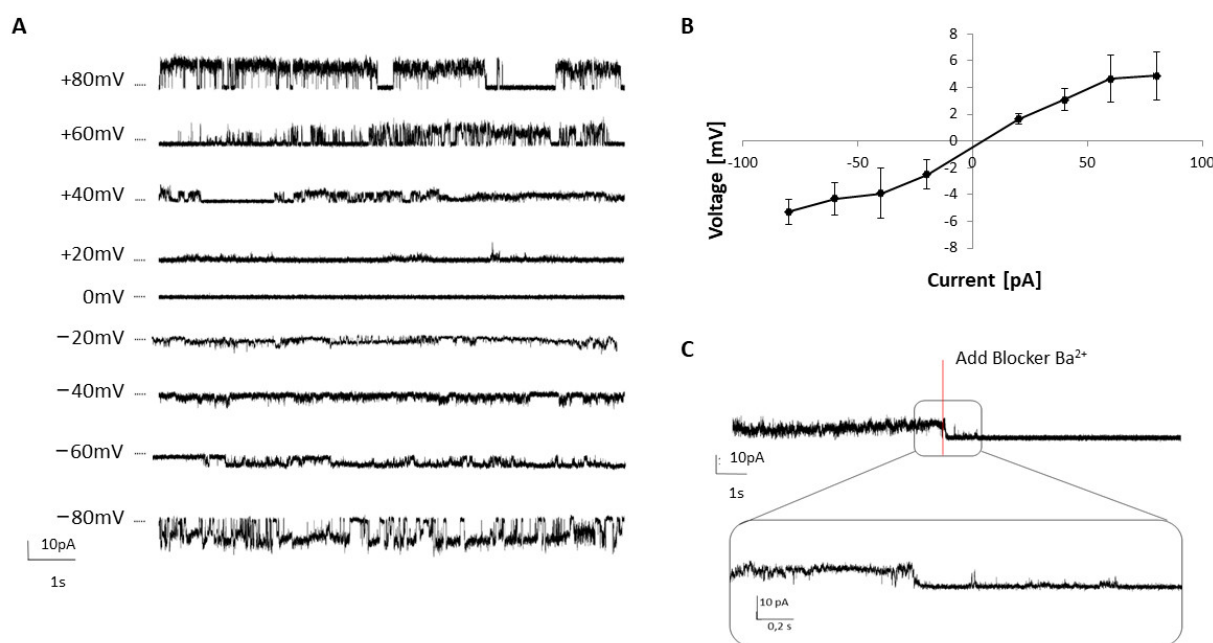 A
+80mV
+60mV
+40mV
+20mV
0mV
−20mV
−40mV
−60mV
−80mV
10pA
1s
B
8
6
4
2
0
-2
-4
-6
-8
-100
-50
0
50
100
Voltage [mV]
Current [pA]
C
Add Blocker Ba²⁺
10pA
1s
10 pA
0,2 s